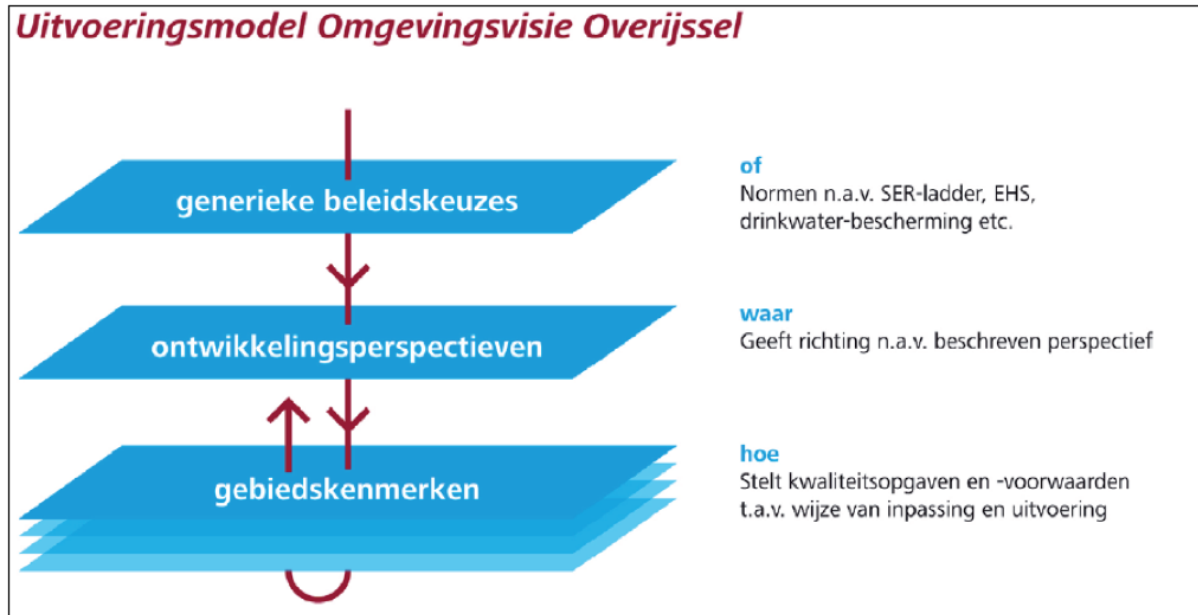 Uitvoeringsmodel Omgevingsvisie Overijssel
generieke beleidskeuzes
of
Normen n.a.v. SER-ladder, EHS,
drinkwater-bescherming etc.
ontwikkelingsperspectieven
waar
Geeft richting n.a.v. beschreven perspectief
gebiedskenmerken
hoe
Stelt kwaliteitsopgaven en -voorwaarden
t.a.v. wijze van inpassing en uitvoering